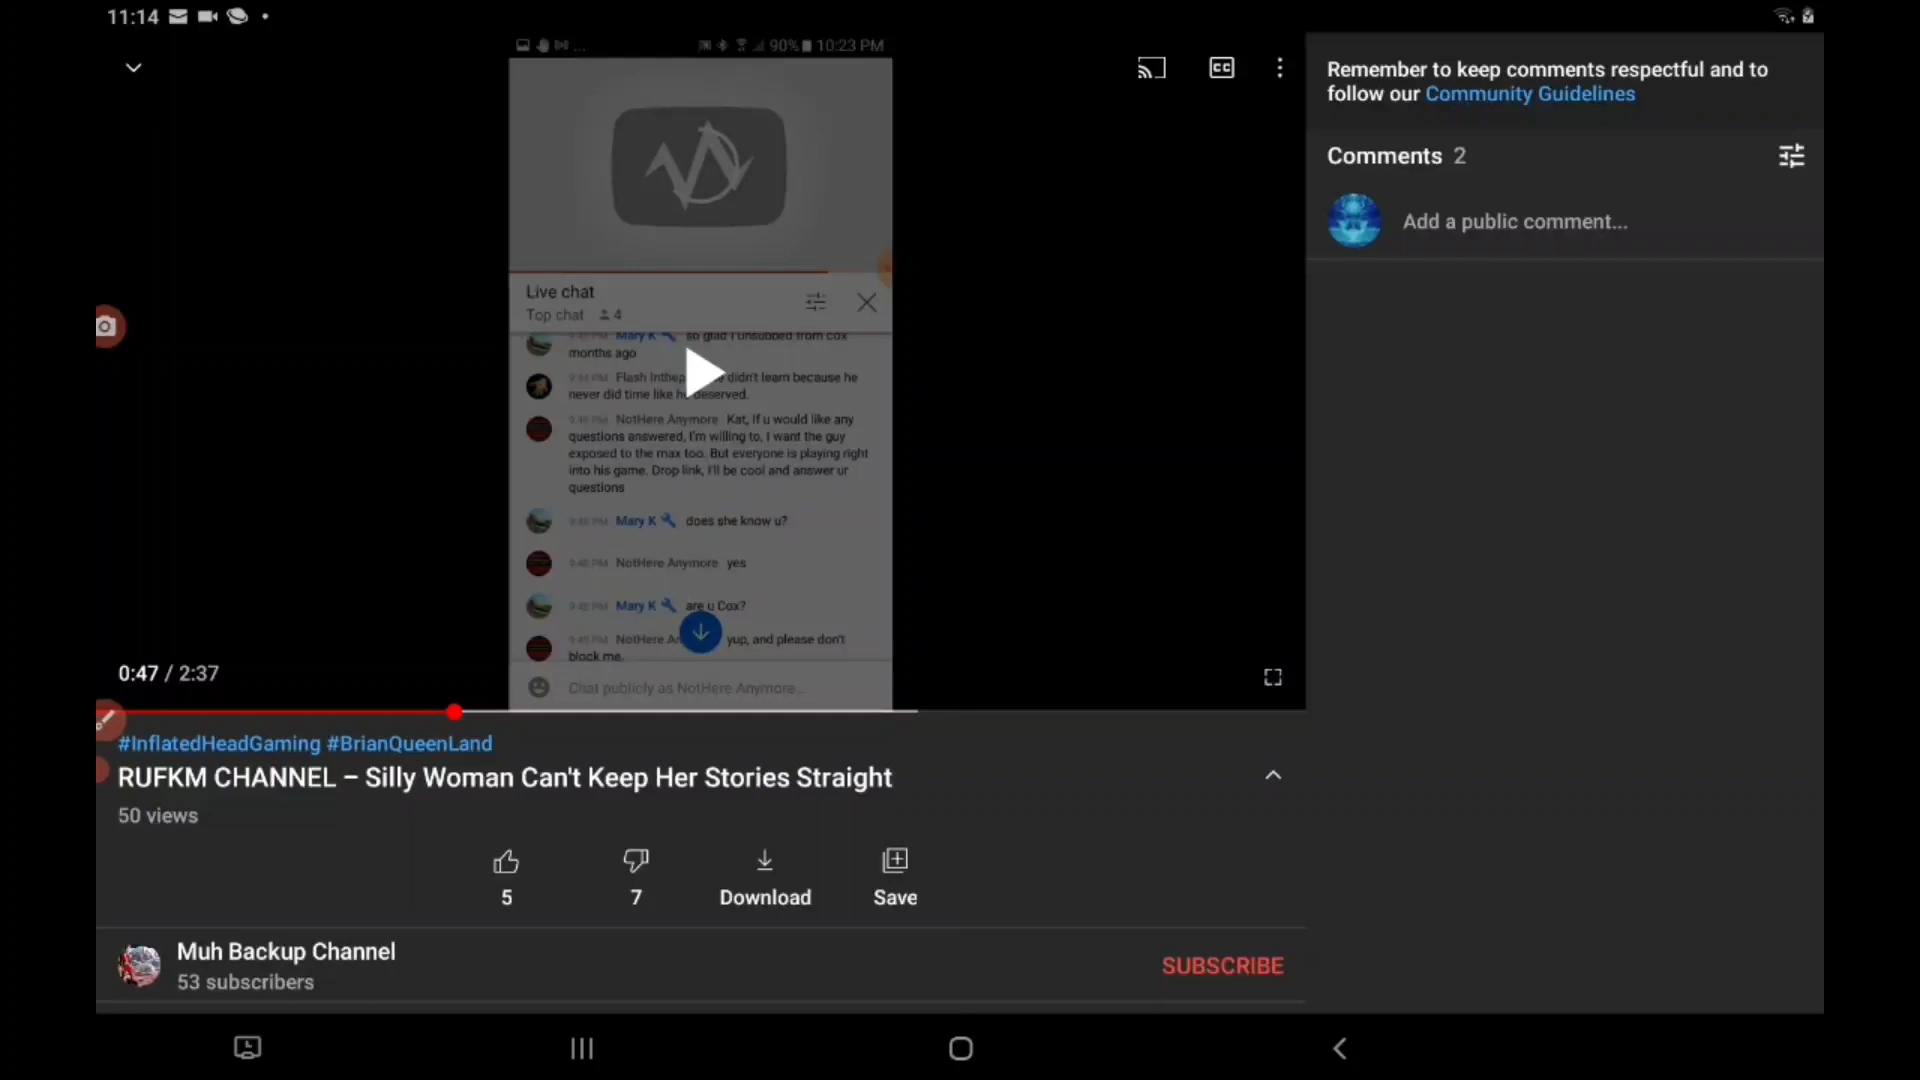 11:14
90% 10:23 PM
Remember to keep comments respectful and to
follow our Community Guidelines
Comments 2
Add a public comment...
Live chat
Top chat 4
Mary K so glad I unsubbed from cox
months ago
Flash Inthep didn't learn because he
never did time like he deserved.
NotHere Anymore Kat, If u would like any
questions answered, I'm willing to, I want the guy
exposed to the max too. But everyone is playing right
into his game. Drop link, I'll be cool and answer ur
questions
Mary K does she know u?
NotHere Anymore yes
Mary K are u Cox?
NotHere yup, and please don't
block me.
Chat publicly as NotHere Anymore...
0:47 / 2:37
#InflatedHeadGaming #BrianQueenLand
RUFKM CHANNEL – Silly Woman Can't Keep Her Stories Straight
50 views
5 7 Download Save
Muh Backup Channel
53 subscribers
SUBSCRIBE